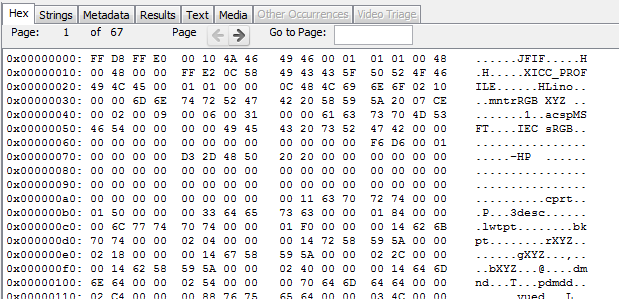 Hex Strings Metadata Results Text Media Other Occurrences Video Triage
Page: 1 of 67 Page Go to Page:
0x00000000: FF D8 FF E0 00 10 4A 46 49 46 00 01 01 01 00 48 ......JFIF.....H
0x00000010: 00 48 00 00 FF E2 0C 58 49 43 43 5F 50 52 4F 46 .H.....XICC_PROF
0x00000020: 49 4C 45 00 01 01 00 00 0C 48 4C 69 6E 6F 02 10 ILE......HLino..
0x00000030: 00 00 6D 6E 74 72 52 47 42 20 58 59 5A 20 07 CE ..mntrRGB XYZ ..
0x00000040: 00 02 00 09 00 06 00 31 00 00 61 63 73 70 4D 53 .......1..acspMS
0x00000050: 46 54 00 00 00 00 49 45 43 20 73 52 47 42 00 00 FT....IEC sRGB..
0x00000060: 00 00 00 00 00 00 00 00 00 00 00 00 F6 D6 00 01 ................
0x00000070: 00 00 00 00 D3 2D 48 50 20 20 00 00 00 00 00 00 .....-HP  ......
0x00000080: 00 00 00 00 00 00 00 00 00 00 00 00 00 00 00 00 ................
0x00000090: 00 00 00 00 00 00 00 00 00 00 00 00 00 00 00 00 ................
0x000000a0: 00 00 00 00 00 00 00 00 00 11 63 70 72 74 00 00 ..........cprt..
0x000000b0: 01 50 00 00 00 33 64 65 73 63 00 00 01 84 00 00 .P...3desc......
0x000000c0: 00 6C 77 74 70 74 00 00 01 F0 00 00 00 14 62 6B .lwtpt........bk
0x000000d0: 70 74 00 00 02 04 00 00 00 14 72 58 59 5A 00 00 pt........rXYZ..
0x000000e0: 02 18 00 00 00 14 67 58 59 5A 00 00 02 2C 00 00 ......gXYZ...,..
0x000000f0: 00 14 62 58 59 5A 00 00 02 40 00 00 00 14 64 6D ..bXYZ...@....dm
0x00000100: 6E 64 00 00 02 54 00 00 00 70 64 6D 64 64 00 00 nd...T...pdmdd..
0x00000110: 02 C4 00 00 00 88 76 75 65 64 00 00 03 4C 00 00 ......vued...L..